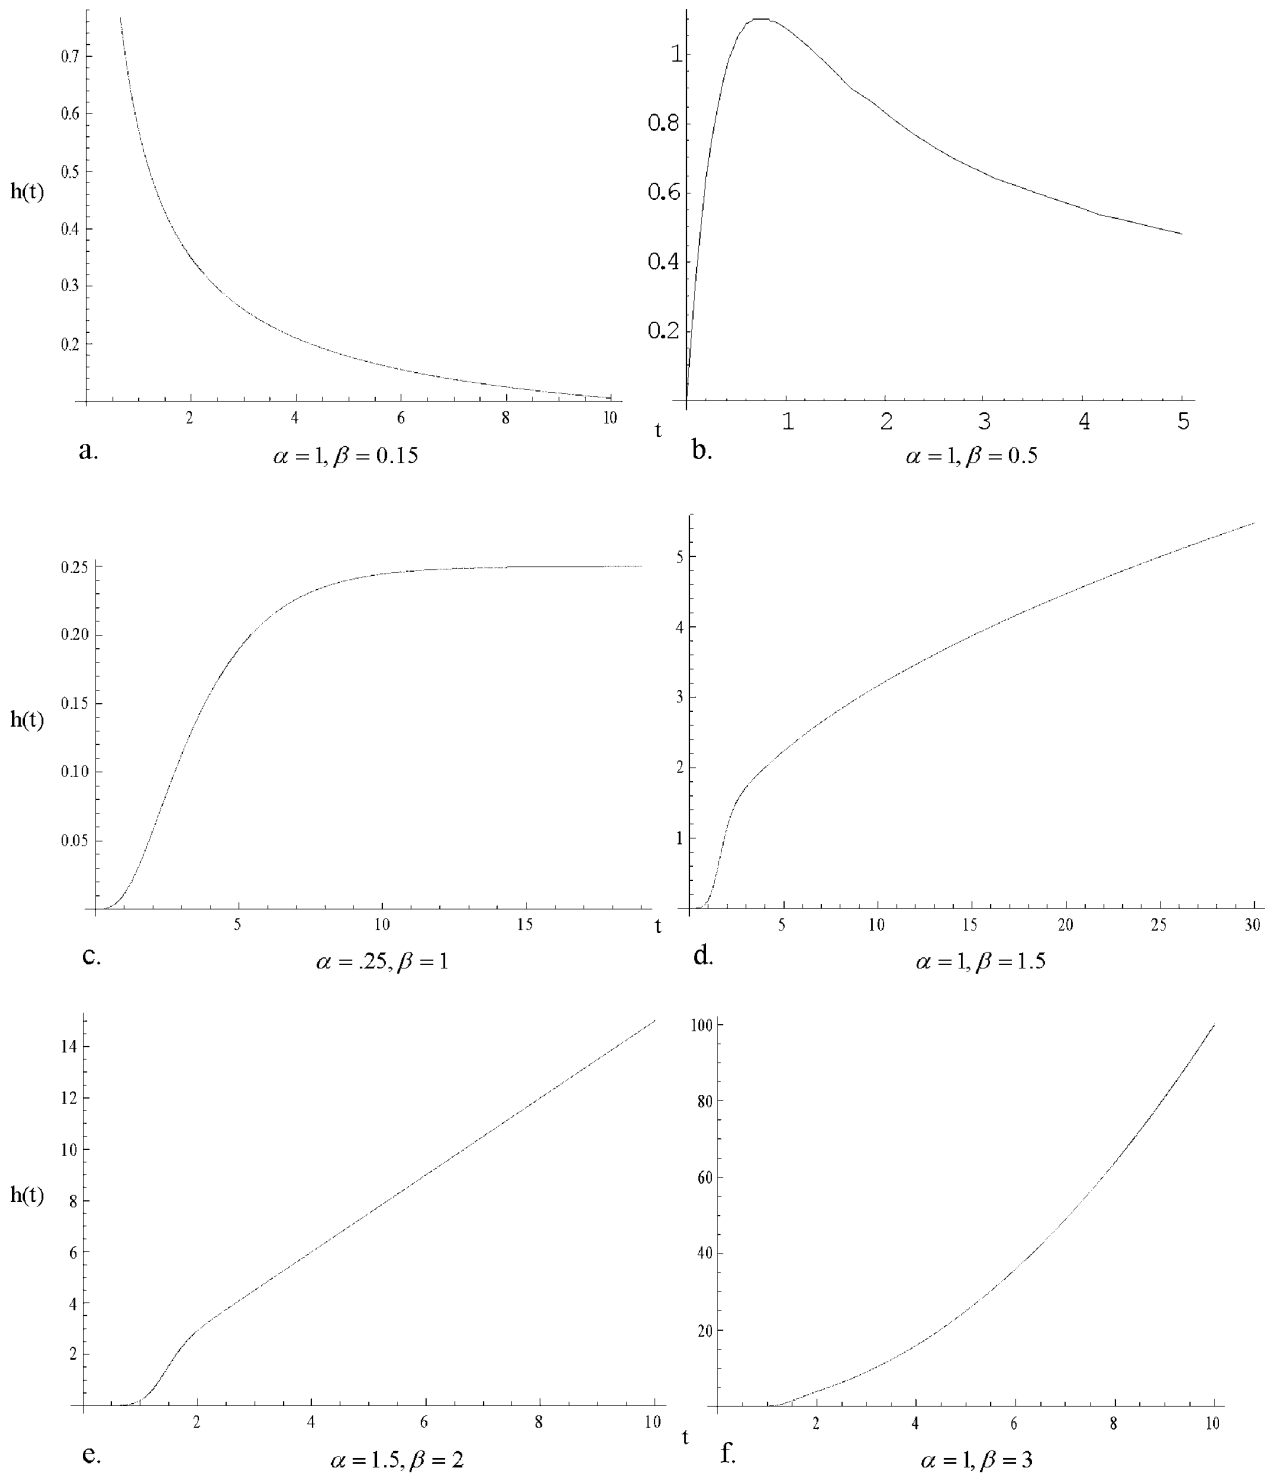 0.7
0.6
0.5
h(t)
0.4
0.3
0.2
2 4 6 8 10
a.
α = 1, β = 0.15
1
0.8
0.6
0.4
0.2
t 1 2 3 4 5
b.
α = 1, β = 0.5
0.25
0.20
0.15
h(t)
0.10
0.05
5 10 15 t
c.
α = .25, β = 1
5
4
3
2
1
5 10 15 20 25 30
d.
α = 1, β = 1.5
14
12
10
h(t) 8
6
4
2
2 4 6 8 10 t
e.
α = 1.5, β = 2
100
80
60
40
20
2 4 6 8 10
f.
α = 1, β = 3